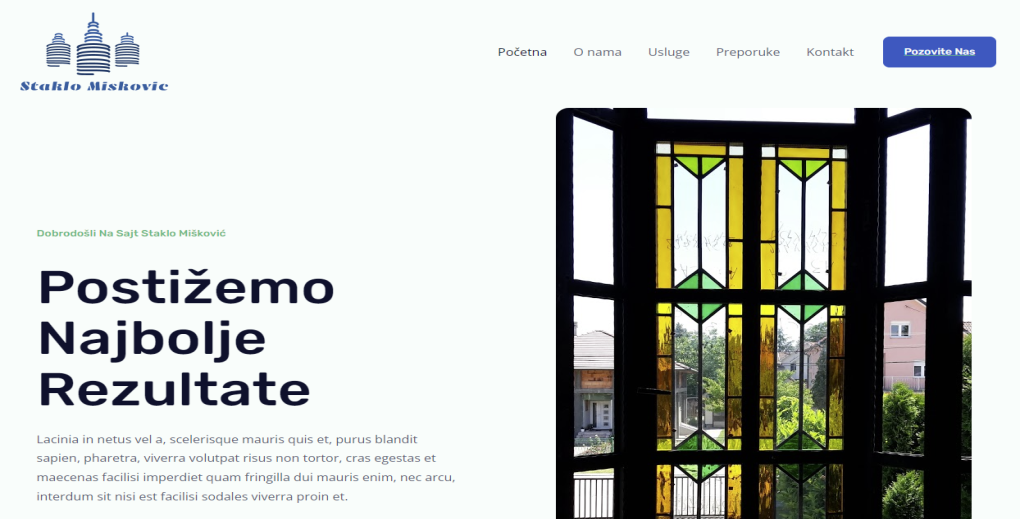 Staklo Miskovic
Početna O nama Usluge Preporuke Kontakt Pozovite Nas
Dobrodošli Na Sajt Staklo Mišković
Postižemo
Najbolje
Rezultate
Lacinia in netus vel a, scelerisque mauris quis et, purus blandit
sapien, pharetra, viverra volutpat risus non tortor, cras egestas et
maecenas facilisi imperdiet quam fringilla dui mauris enim, nec arcu,
interdum sit nisi est facilisi sodales viverra proin et.